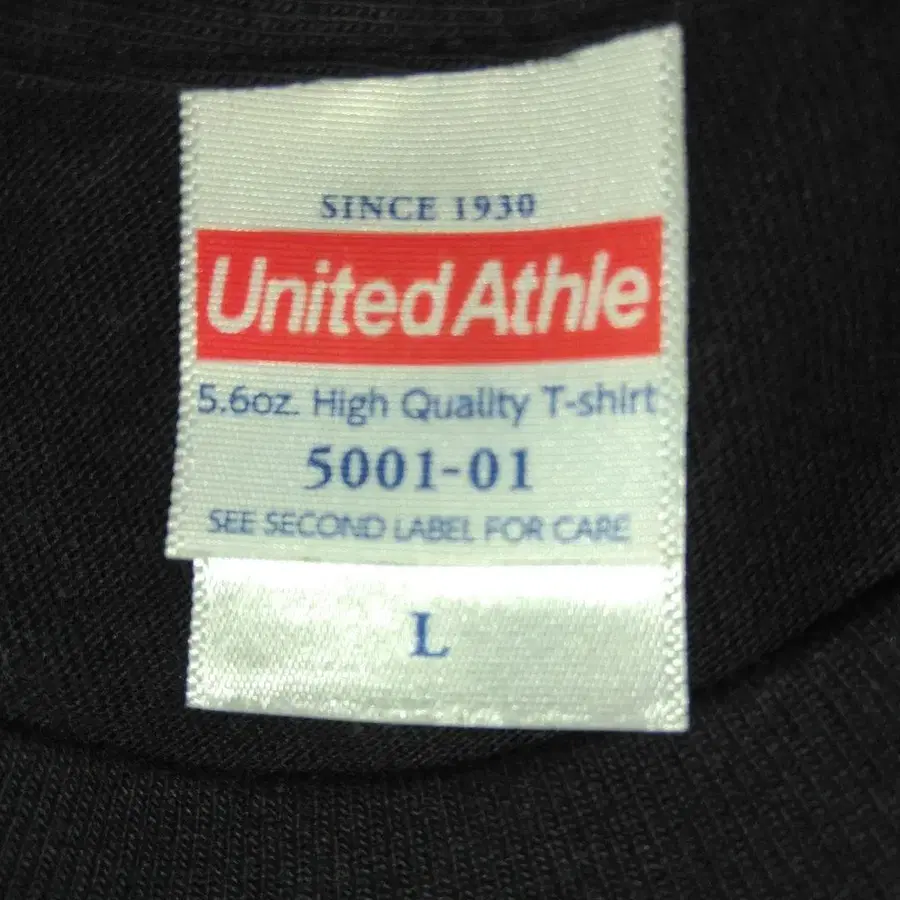 SINCE 1930
United Athle
5.6oz. High Quality T-shirt
5001-01
SEE SECOND LABEL FOR CARE
L